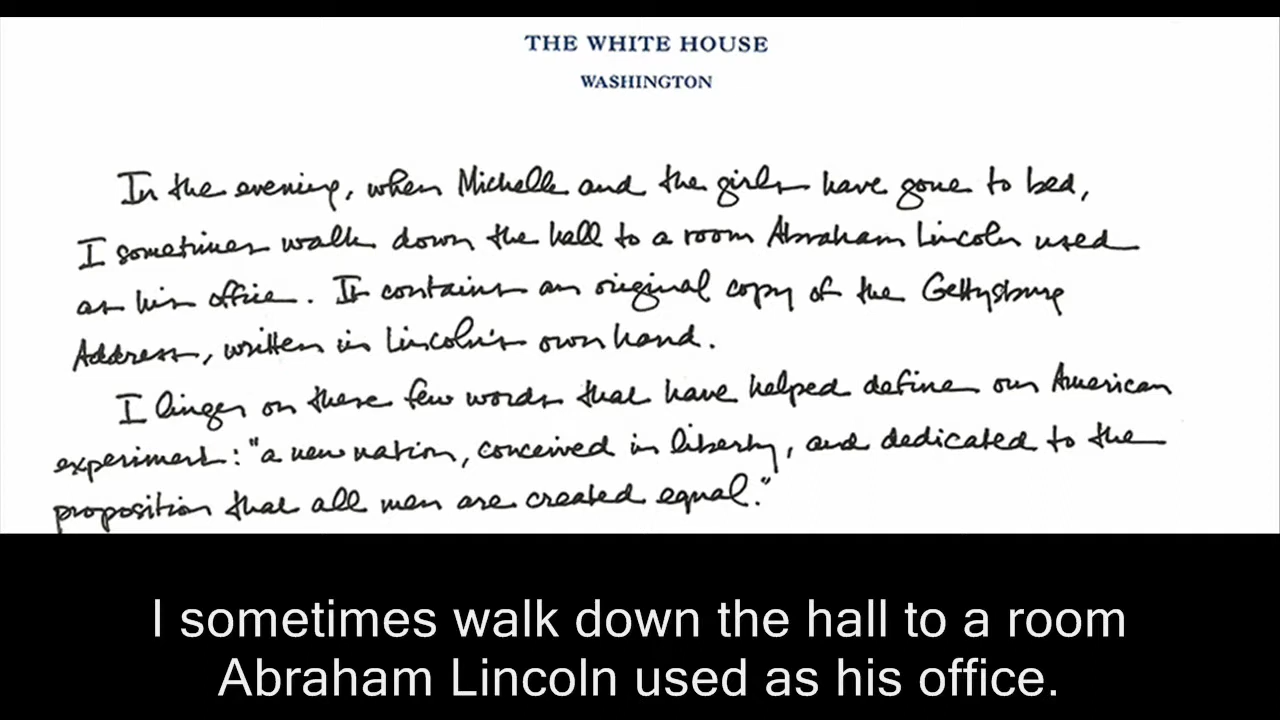 THE WHITE HOUSE
WASHINGTON
In the evening, when Michelle and the girls have gone to bed,
I sometimes walk down the hall to a room Abraham Lincoln used
as his office. It contains an original copy of the Gettysburg
Address, written in Lincoln's own hand.
I linger on these few words that have helped define our American
experiment: "a new nation, conceived in liberty, and dedicated to the
proposition that all men are created equal."
I sometimes walk down the hall to a room
Abraham Lincoln used as his office.